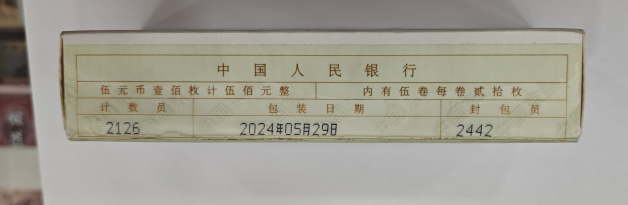 中国人民银行
伍元币壹佰枚计伍佰元整 内有伍卷每卷贰拾枚
计数员 包装日期 封包员
2126 2024年05月29日 2442